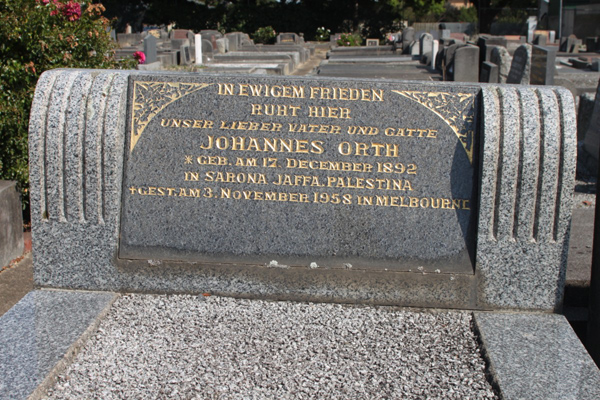 IN EWIGEM FRIEDEN
RUHT HIER
UNSER LIEBER VATER UND GATTE
JOHANNES ORTH
* GEB. AM 17. DECEMBER 1892
IN SARONA JAFFA, PALESTINA
† GEST. AM 3. NOVEMBER 1958 IN MELBOURNE